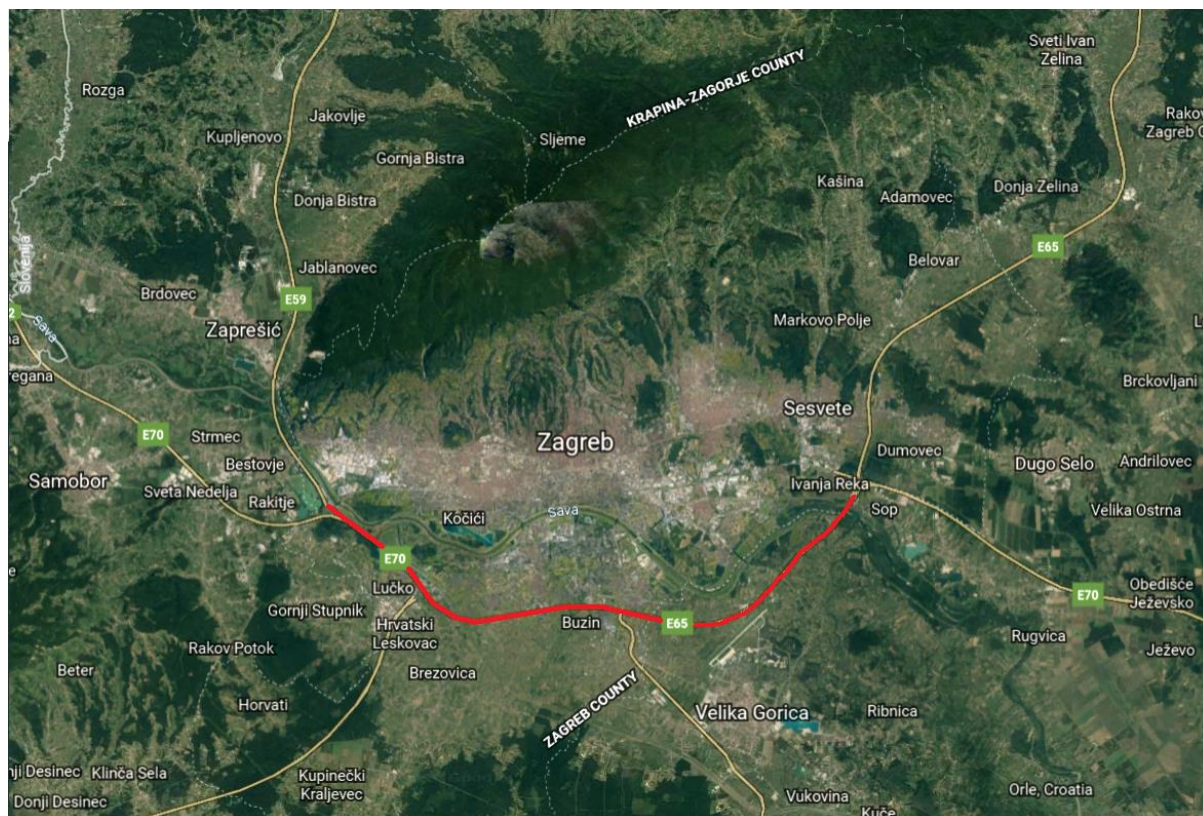 Sveti Ivan
Zelina
Rozga
Jakovlje
Kupljenovo
KRAPINA-ZAGORJE COUNTY
Sljeme
Gornja Bistra
Kašina
Adamovec
Donja Zelina
Donja Bistra
Slovenija
E65
Belovar
Jablanovec
Brdovec
E59
Sava
Zaprešić
Markovo Polje
Brckovljani
Sesvete
E70
Strmec
Zagreb
Dumovec
Bestovje
Dugo Selo
Andrilovec
Samobor
Sveta Nedelja
Rakitje
Ivanja Reka
Kočići
Sava
Sop
Velika Ostrna
E70
Lučko
Obedišće
Ježevsko
E70
Gornji Stupnik
Hrvatski
Leskovac
Buzin
E65
Rugvica
Rakov Potok
Ježevo
Beter
Brezovica
ZAGREB COUNTY
Horvati
Velika Gorica
Ribnica
Klinča Sela
Kupinečki
Kraljevec
Donji Desinec
Vukovina
Orle, Croatia
Kuče